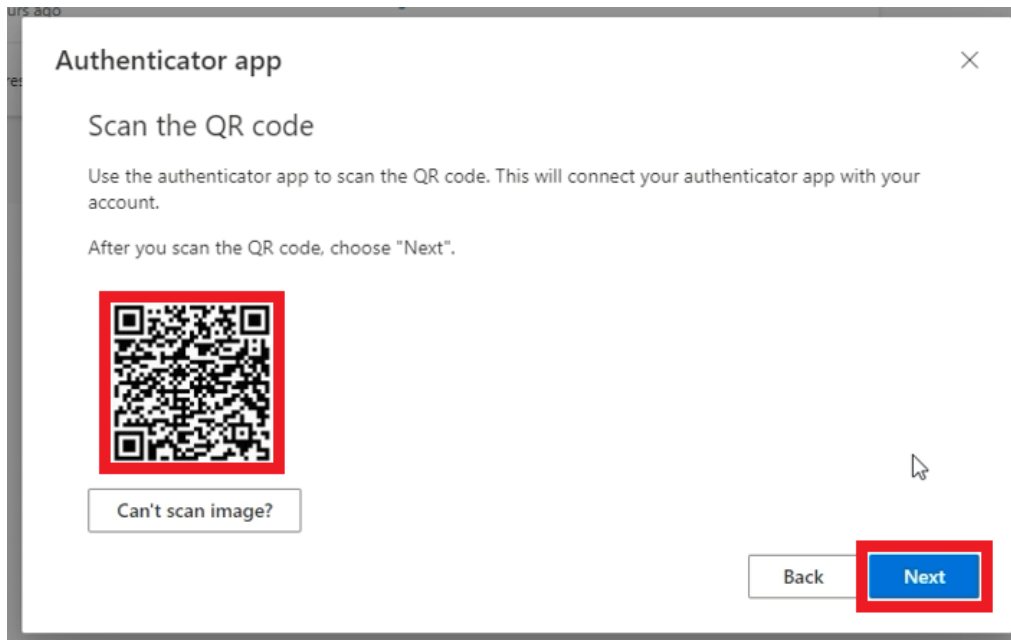 urs ago
Authenticator app
Scan the QR code
Use the authenticator app to scan the QR code. This will connect your authenticator app with your
account.
After you scan the QR code, choose "Next".
Can't scan image?
Back Next